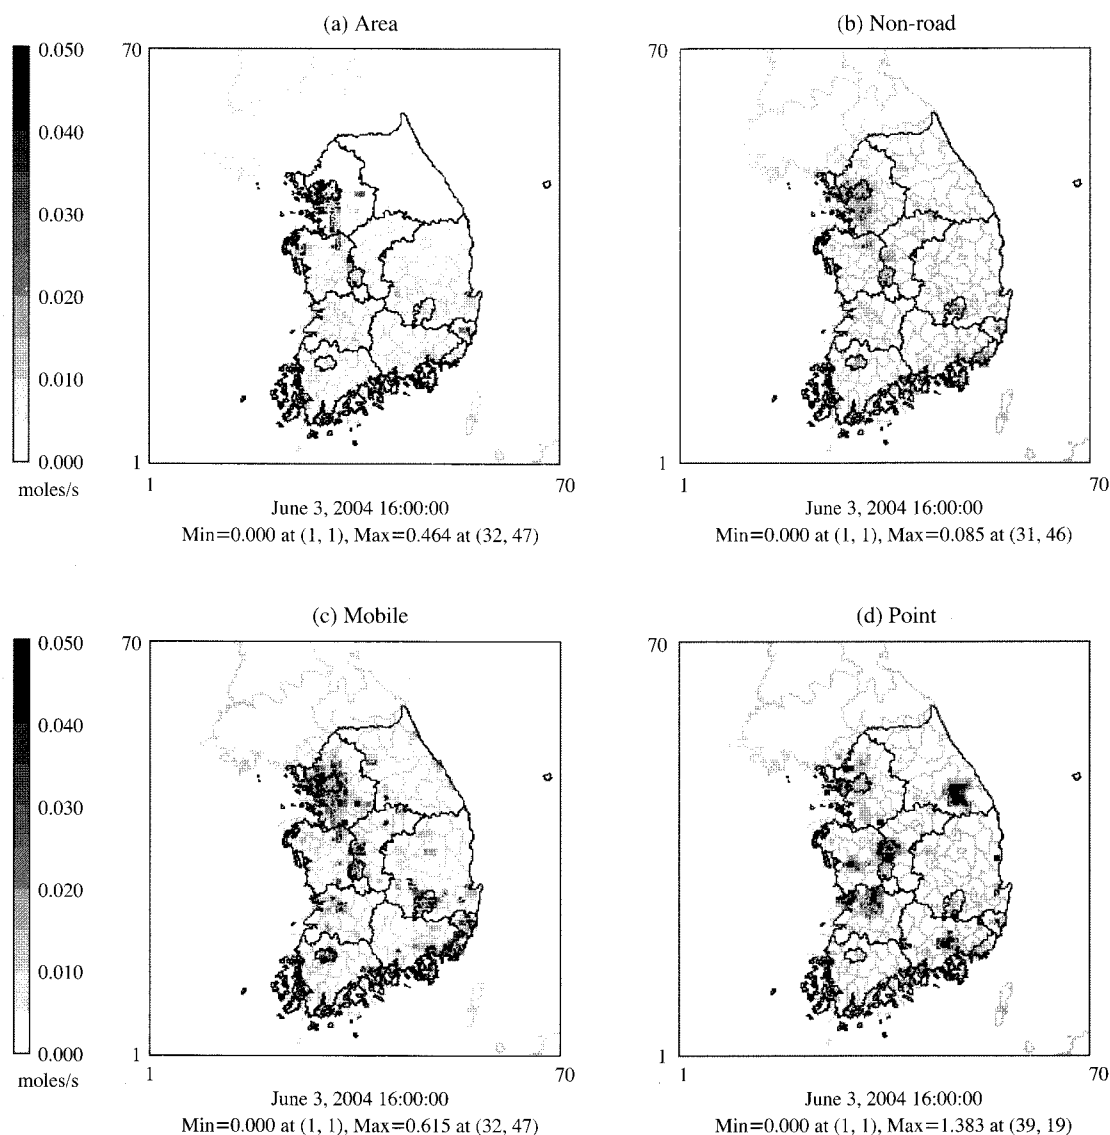 (a) Area
(b) Non-road
0.050
0.040
0.030
0.020
0.010
0.000
moles/s
70
1
1
70
June 3, 2004 16:00:00
Min=0.000 at (1, 1), Max=0.464 at (32, 47)
70
1
1
70
June 3, 2004 16:00:00
Min=0.000 at (1, 1), Max=0.085 at (31, 46)
(c) Mobile
(d) Point
0.050
0.040
0.030
0.020
0.010
0.000
moles/s
70
1
1
70
June 3, 2004 16:00:00
Min=0.000 at (1, 1), Max=0.615 at (32, 47)
70
1
1
70
June 3, 2004 16:00:00
Min=0.000 at (1, 1), Max=1.383 at (39, 19)